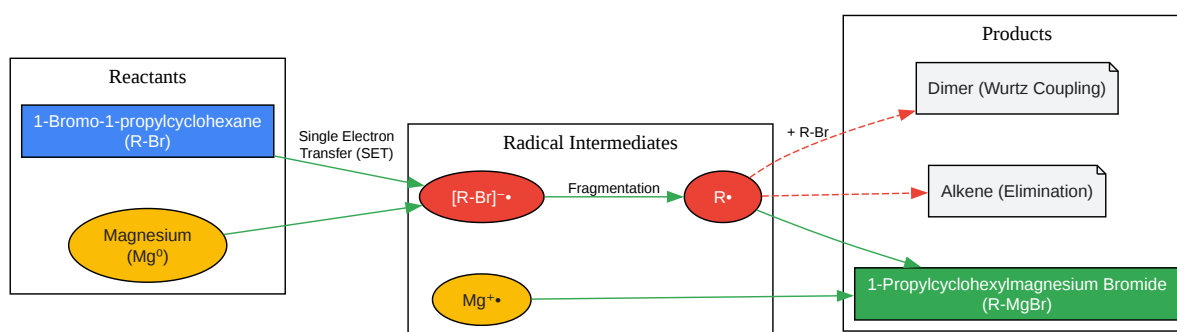 Reactants
1-Bromo-1-propylcyclohexane
(R-Br)
Magnesium
(Mg⁰)
Single Electron
Transfer (SET)
Radical Intermediates
[R-Br]⁻•
Fragmentation
R•
Mg⁺•
+ R-Br
Products
Dimer (Wurtz Coupling)
Alkene (Elimination)
1-Propylcyclohexylmagnesium Bromide
(R-MgBr)